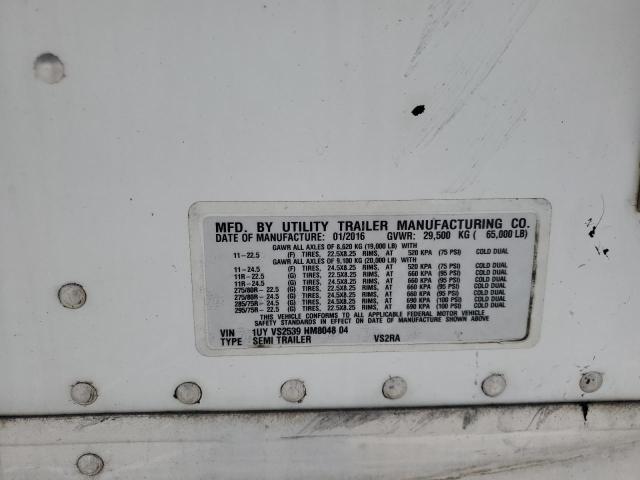 MFD. BY UTILITY TRAILER MANUFACTURING CO.
DATE OF MANUFACTURE: 01/2016 GVWR: 29,500 KG ( 65,000 LB)
GAWR ALL AXLES OF 8,620 KG (19,000 LB) WITH
11-22.5 (F) TIRES, 22.5X8.25 RIMS, AT 520 KPA (75 PSI) COLD DUAL
GAWR ALL AXLES OF 9,100 KG (20,000 LB) WITH
11-24.5 (F) TIRES, 24.5X8.25 RIMS, AT 520 KPA (75 PSI) COLD DUAL
11R-22.5 (G) TIRES, 22.5X8.25 RIMS, AT 660 KPA (95 PSI) COLD DUAL
11R-24.5 (G) TIRES, 24.5X8.25 RIMS, AT 660 KPA (95 PSI) COLD DUAL
275/80R- 22.5 (G) TIRES, 22.5X8.25 RIMS, AT 660 KPA (95 PSI) COLD DUAL
275/80R- 24.5 (G) TIRES, 24.5X8.25 RIMS, AT 660 KPA (95 PSI) COLD DUAL
285/75R- 24.5 (G) TIRES, 24.5X8.25 RIMS, AT 690 KPA (100 PSI) COLD DUAL
295/75R- 22.5 (G) TIRES, 22.5X8.25 RIMS, AT 690 KPA (100 PSI) COLD DUAL
THIS VEHICLE CONFORMS TO ALL APPLICABLE FEDERAL MOTOR VEHICLE
SAFETY STANDARDS IN EFFECT ON DATE OF MANUFACTURE SHOWN ABOVE
VIN 1UY VS2539 HM8048 04
TYPE SEMI TRAILER VS2RA